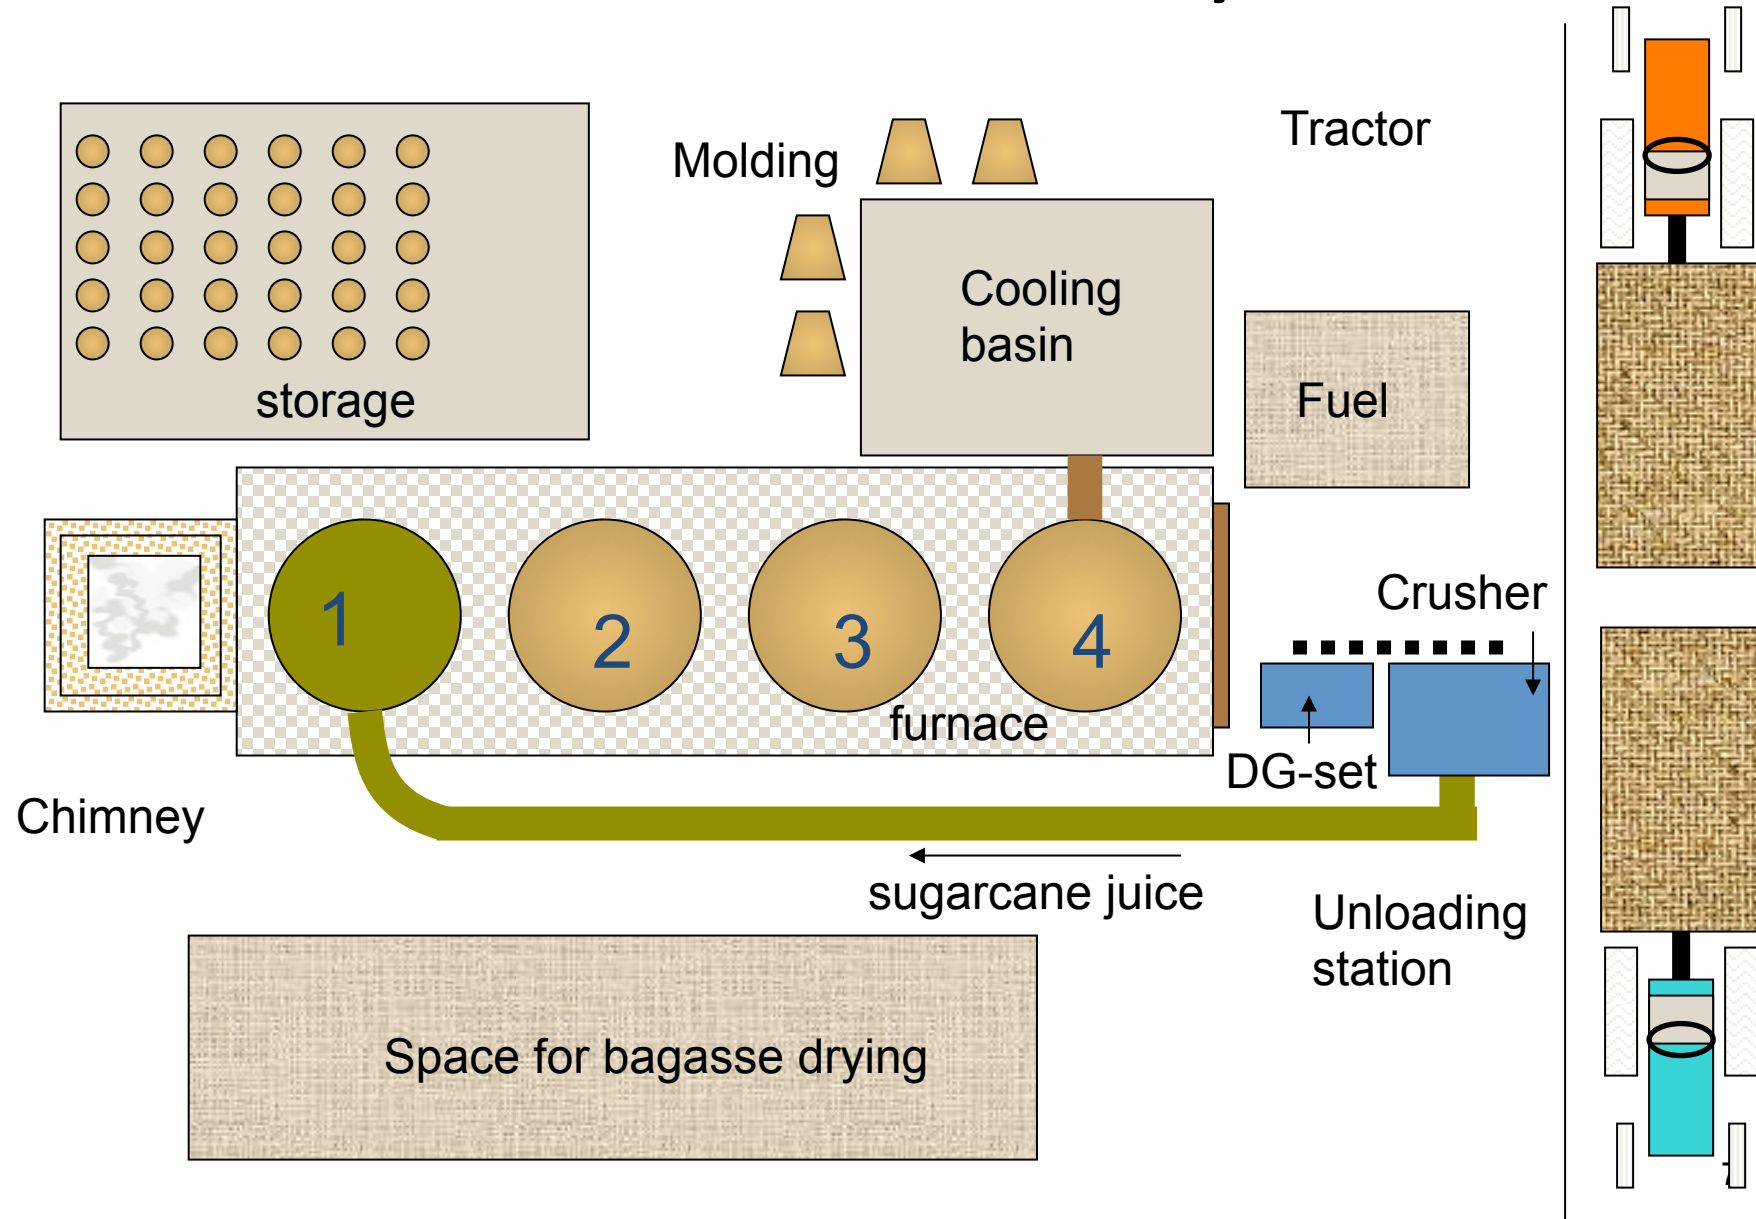 Tractor
Molding
Cooling
basin
Fuel
storage
Crusher
1
2
3
4
furnace
DG-set
Chimney
sugarcane juice
Unloading
station
Space for bagasse drying